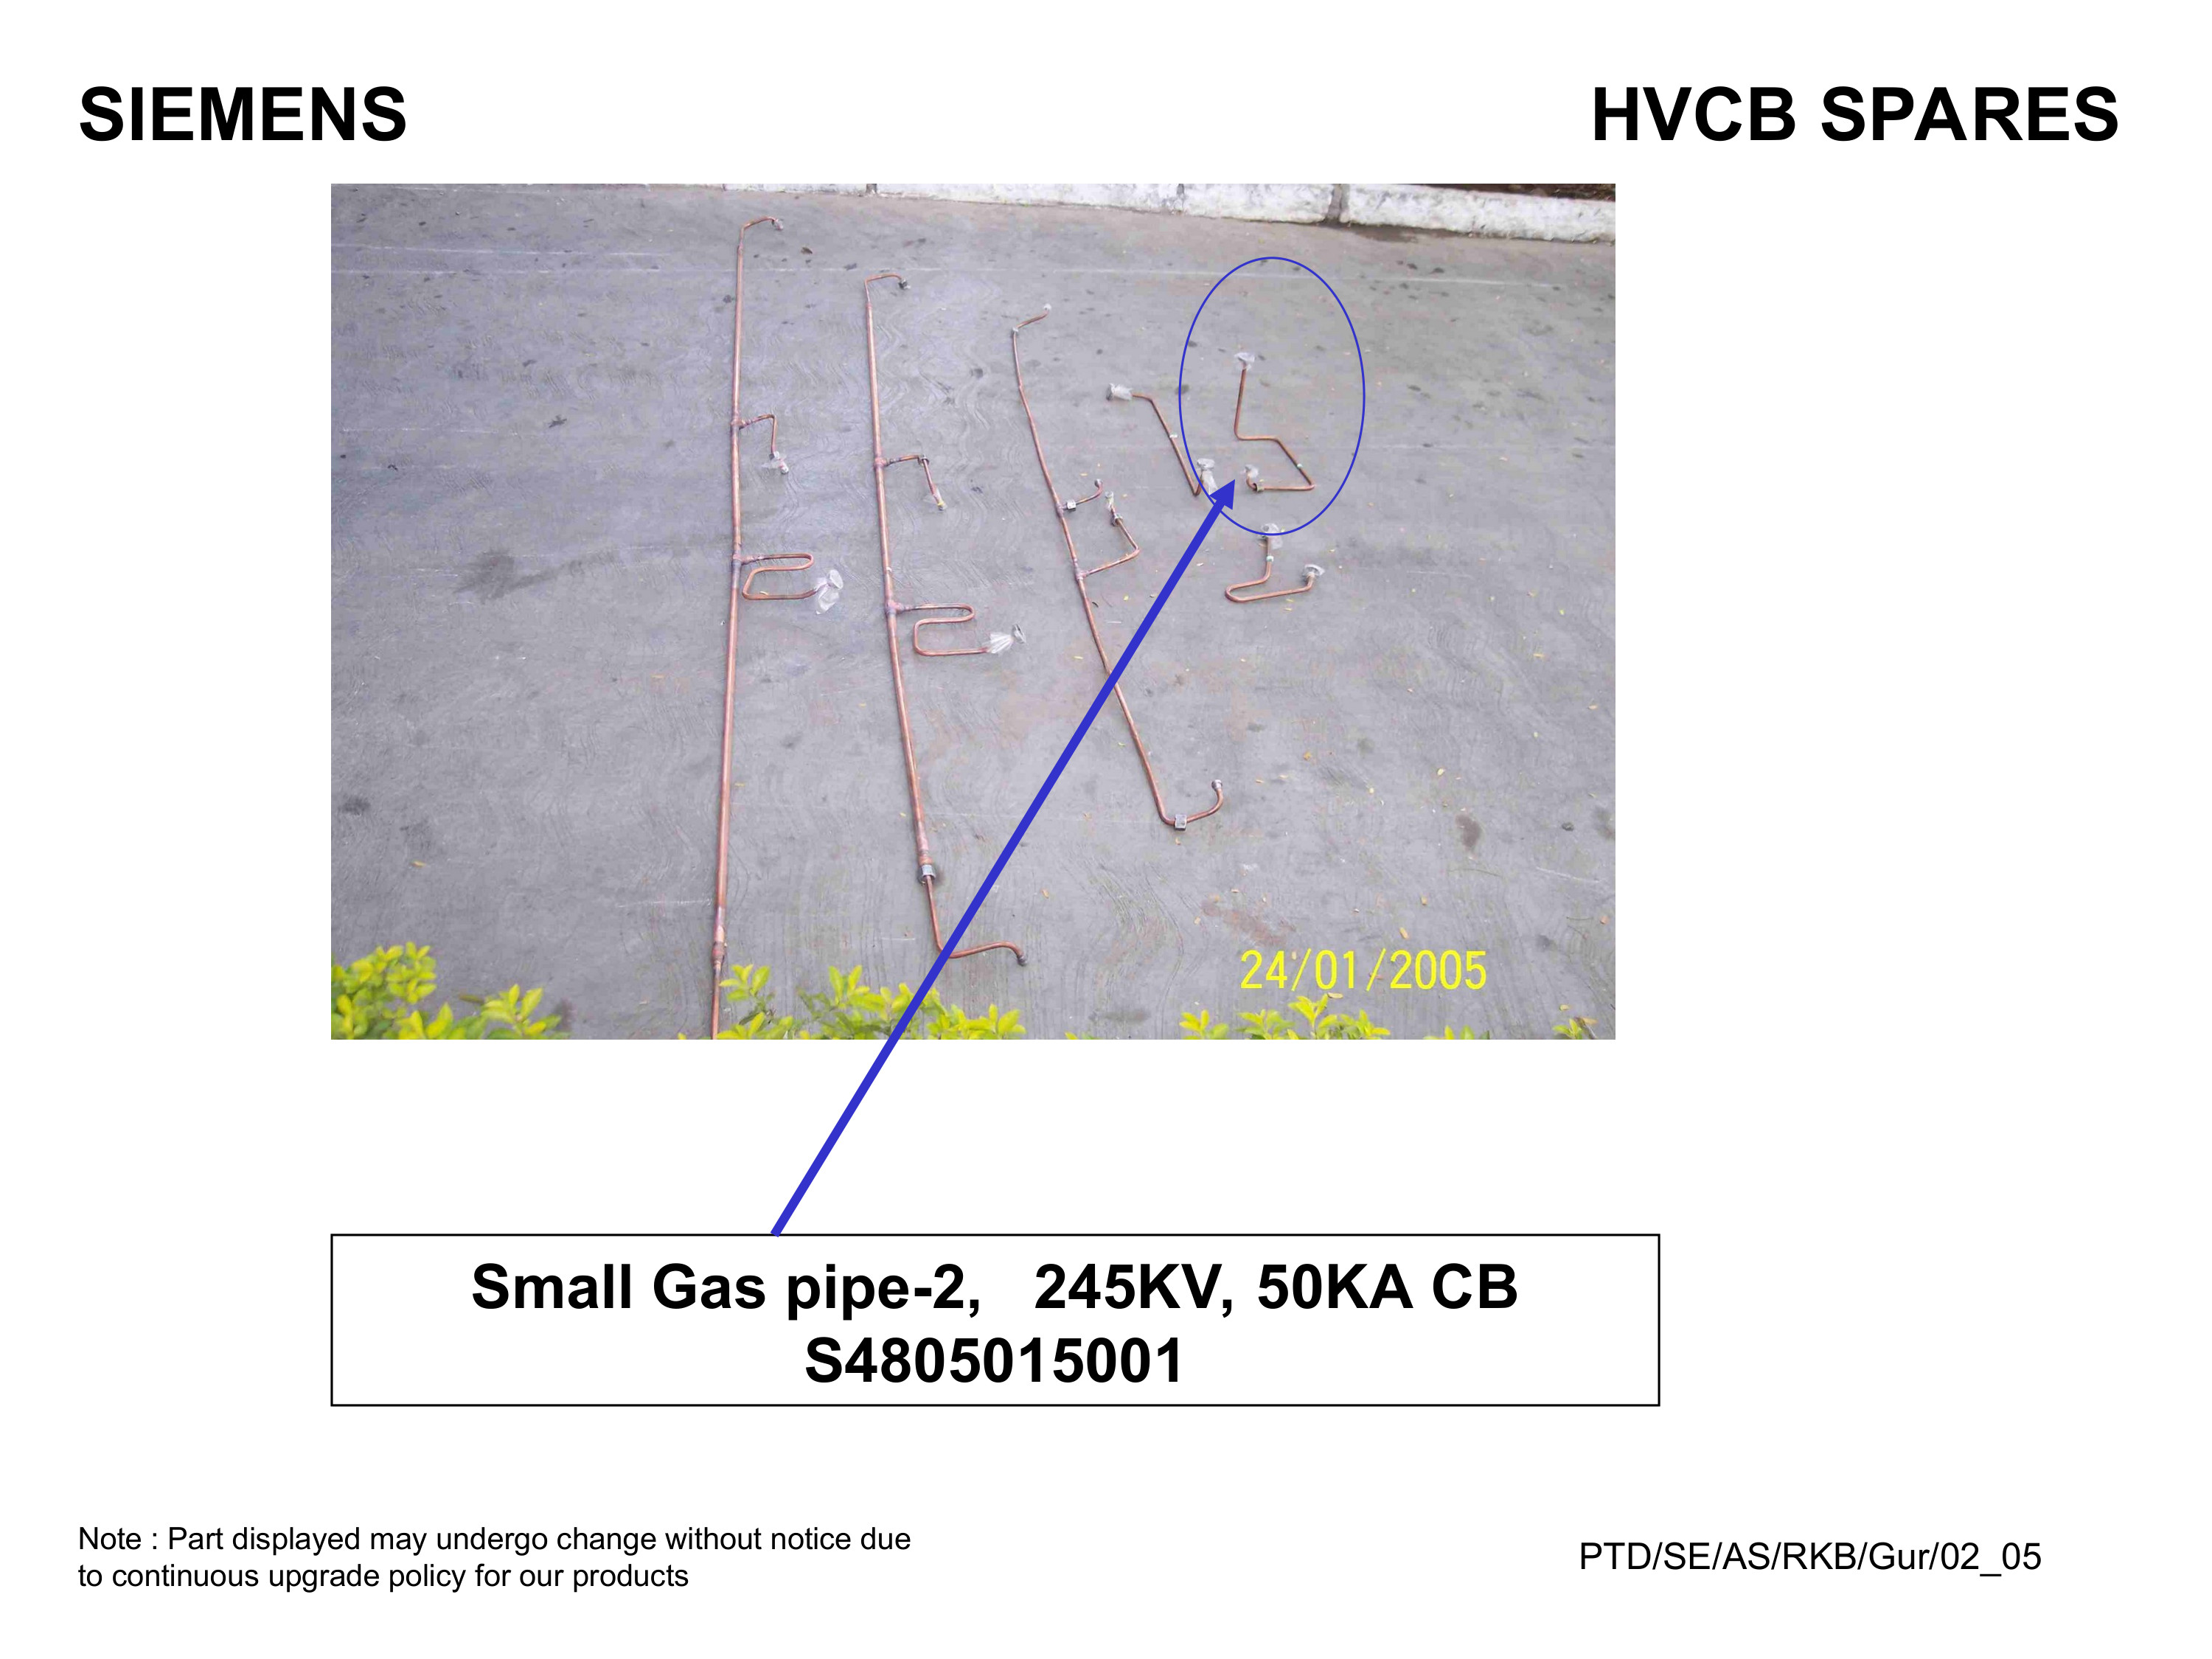 SIEMENS
HVCB SPARES
24/01/2005
Small Gas pipe-2, 245KV, 50KA CB
S4805015001
Note : Part displayed may undergo change without notice due
to continuous upgrade policy for our products
PTD/SE/AS/RKB/Gur/02_05